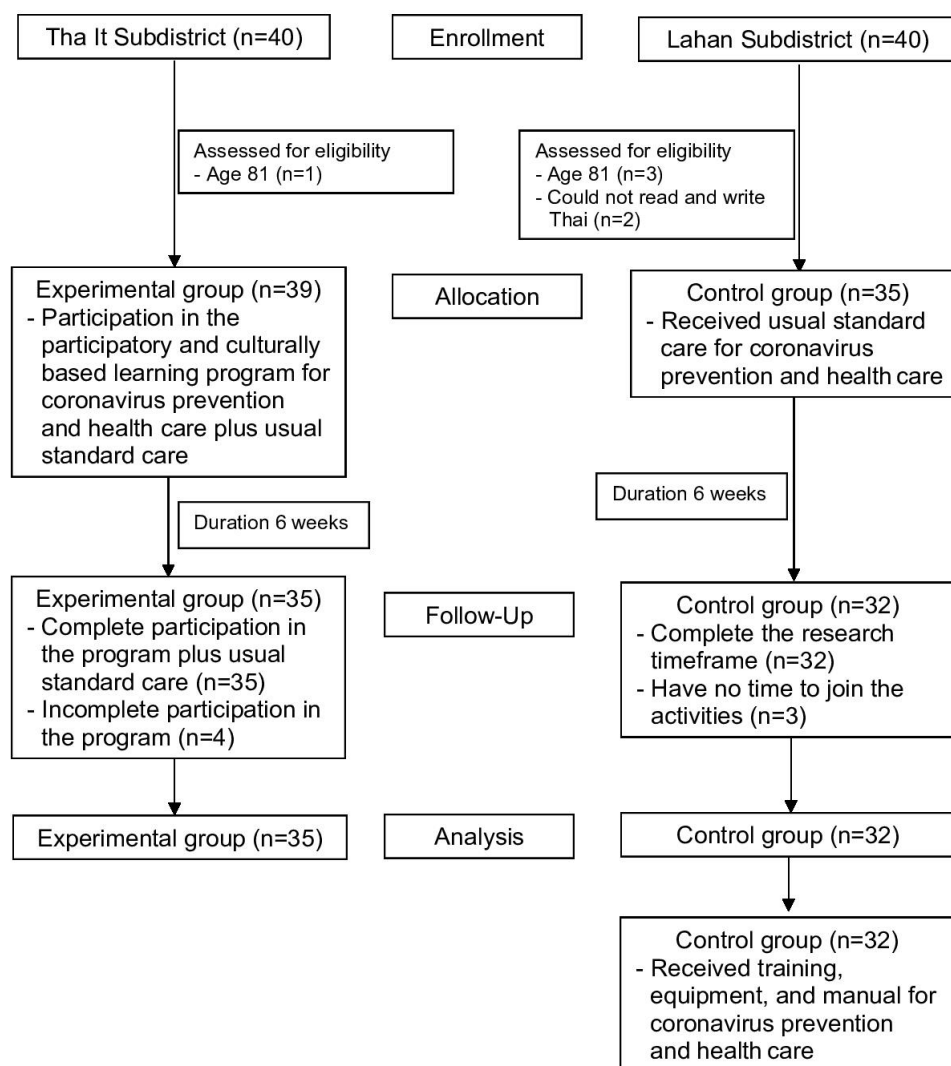 Tha It Subdistrict (n=40)
Enrollment
Lahan Subdistrict (n=40)
Assessed for eligibility
- Age 81 (n=1)
Assessed for eligibility
- Age 81 (n=3)
- Could not read and write
Thai (n=2)
Experimental group (n=39)
- Participation in the
participatory and culturally
based learning program for
coronavirus prevention
and health care plus usual
standard care
Allocation
Control group (n=35)
- Received usual standard
care for coronavirus
prevention and health care
Duration 6 weeks
Duration 6 weeks
Experimental group (n=35)
- Complete participation in
the program plus usual
standard care (n=35)
- Incomplete participation in
the program (n=4)
Follow-Up
Control group (n=32)
- Complete the research
timeframe (n=32)
- Have no time to join the
activities (n=3)
Experimental group (n=35)
Analysis
Control group (n=32)
Control group (n=32)
- Received training,
equipment, and manual for
coronavirus prevention
and health care